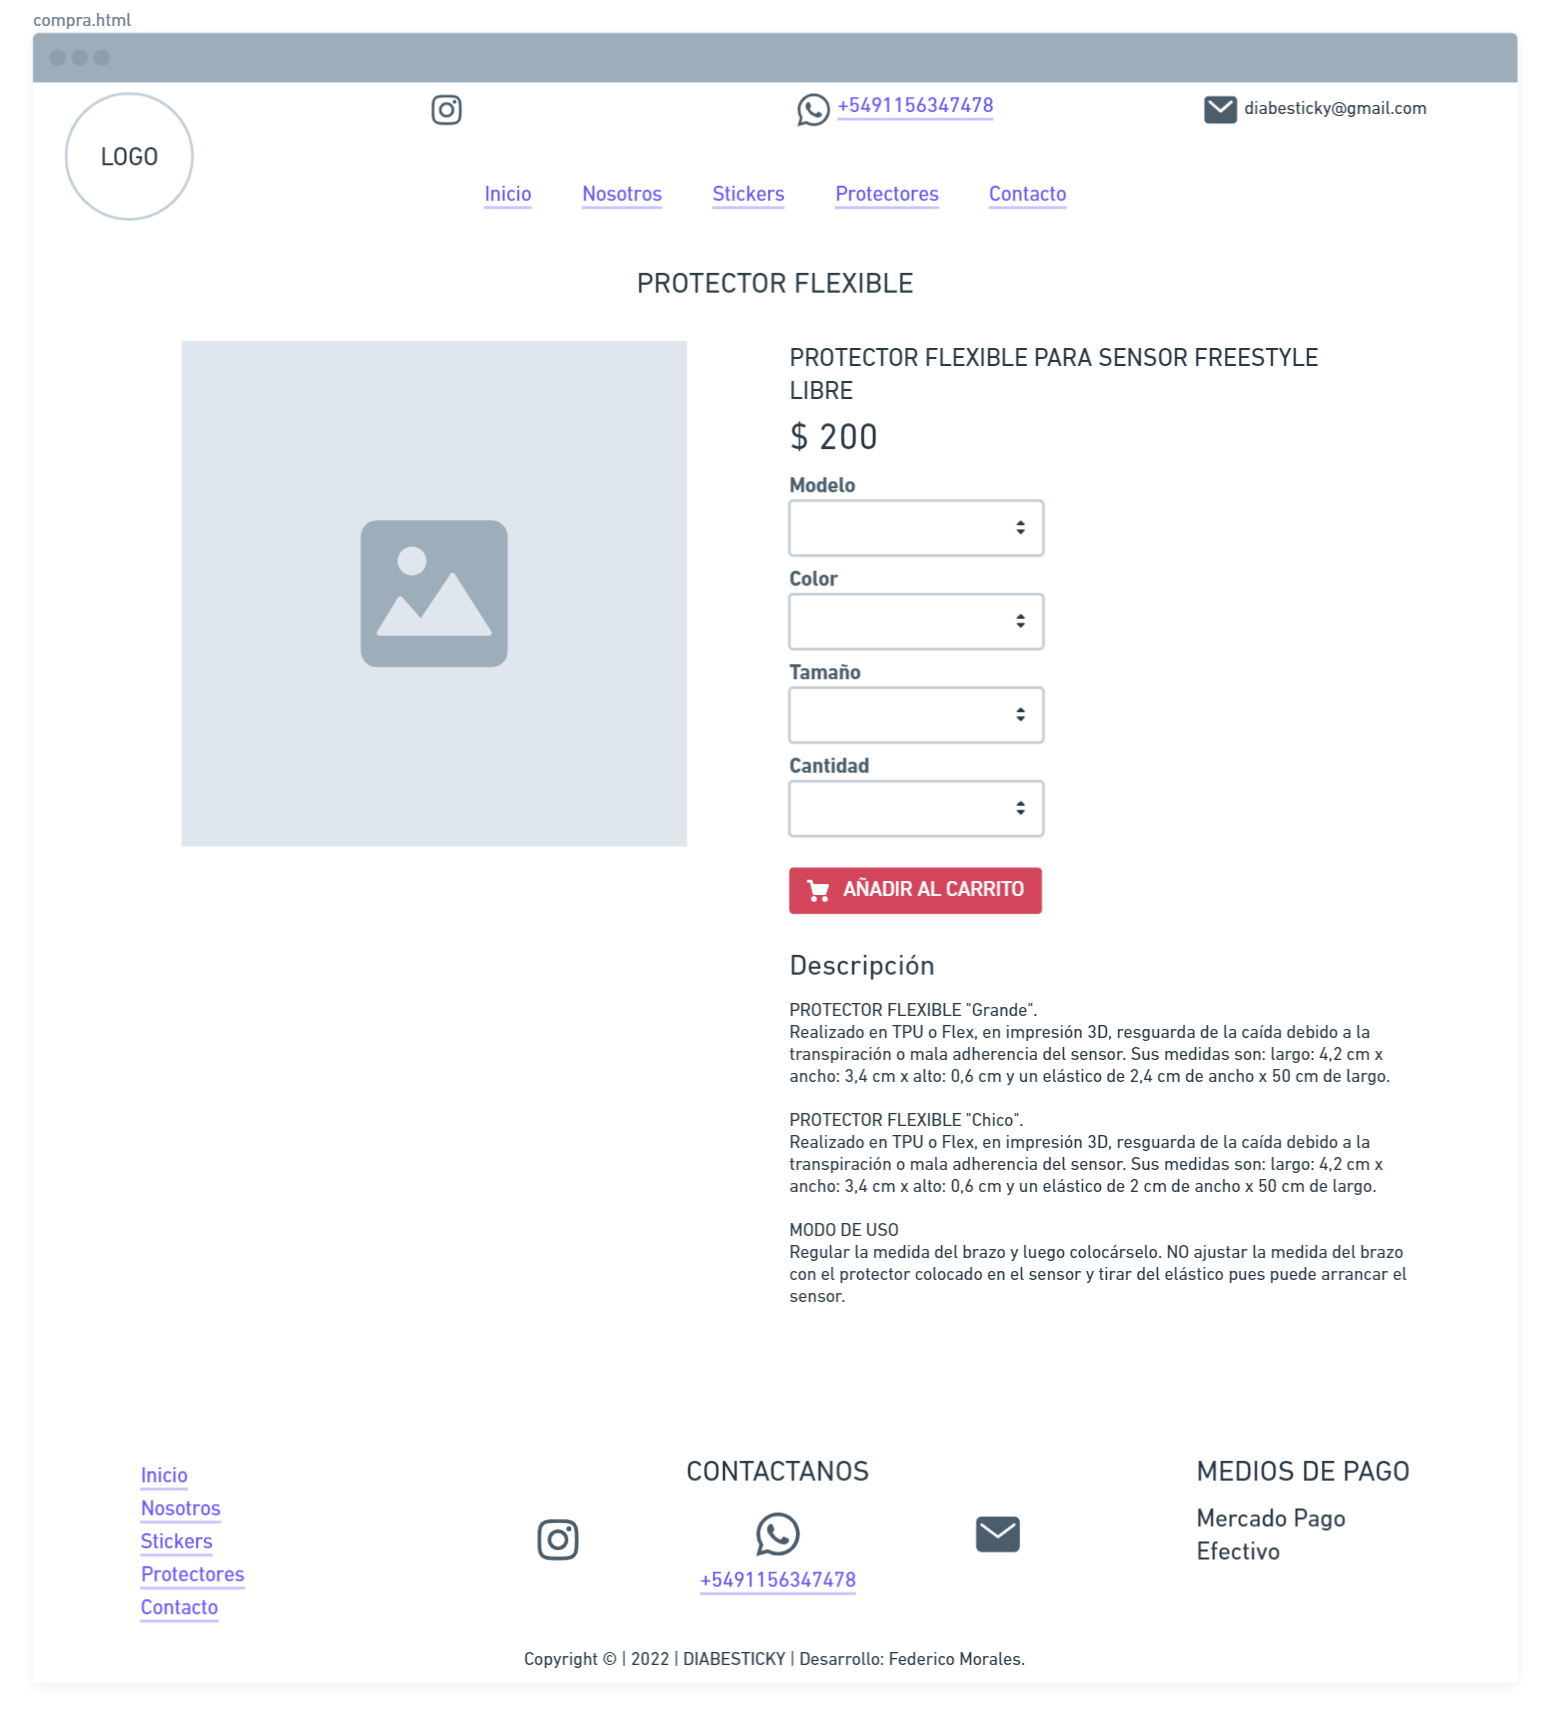 compra.html
LOGO
+5491156347478
diabesticky@gmail.com
Inicio Nosotros Stickers Protectores Contacto
PROTECTOR FLEXIBLE
PROTECTOR FLEXIBLE PARA SENSOR FREESTYLE
LIBRE
$ 200
Modelo
Color
Tamaño
Cantidad
AÑADIR AL CARRITO
Descripción
PROTECTOR FLEXIBLE "Grande".
Realizado en TPU o Flex, en impresión 3D, resguarda de la caída debido a la
transpiración o mala adherencia del sensor. Sus medidas son: largo: 4,2 cm x
ancho: 3,4 cm x alto: 0,6 cm y un elástico de 2,4 cm de ancho x 50 cm de largo.
PROTECTOR FLEXIBLE "Chico".
Realizado en TPU o Flex, en impresión 3D, resguarda de la caída debido a la
transpiración o mala adherencia del sensor. Sus medidas son: largo: 4,2 cm x
ancho: 3,4 cm x alto: 0,6 cm y un elástico de 2 cm de ancho x 50 cm de largo.
MODO DE USO
Regular la medida del brazo y luego colocárselo. NO ajustar la medida del brazo
con el protector colocado en el sensor y tirar del elástico pues puede arrancar el
sensor.
Inicio
Nosotros
Stickers
Protectores
Contacto
CONTACTANOS
+5491156347478
MEDIOS DE PAGO
Mercado Pago
Efectivo
Copyright © | 2022 | DIABESTICKY | Desarrollo: Federico Morales.